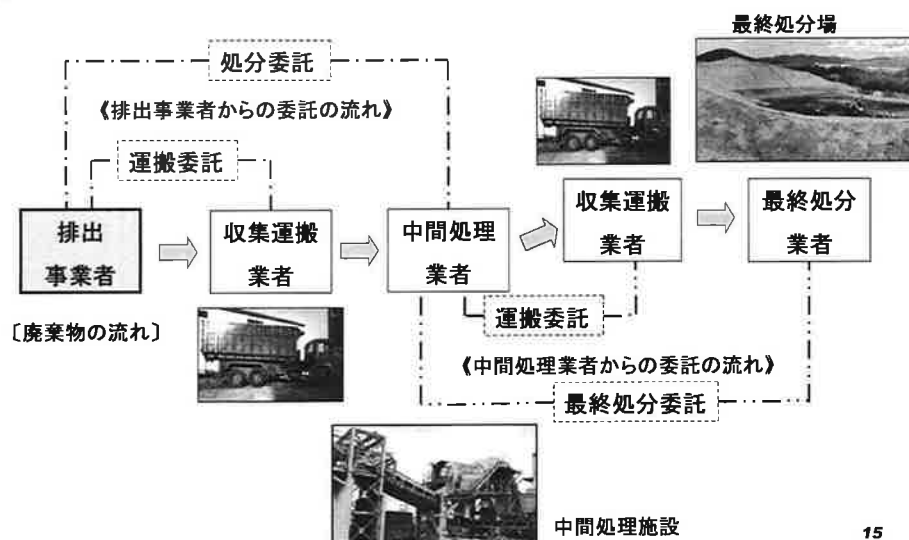 最終処分場
処分委託
《排出事業者からの委託の流れ》
運搬委託
排出
事業者
収集運搬
業者
中間処理
業者
収集運搬
業者
最終処分
業者
〔廃棄物の流れ〕
運搬委託
《中間処理業者からの委託の流れ》
最終処分委託
中間処理施設
15